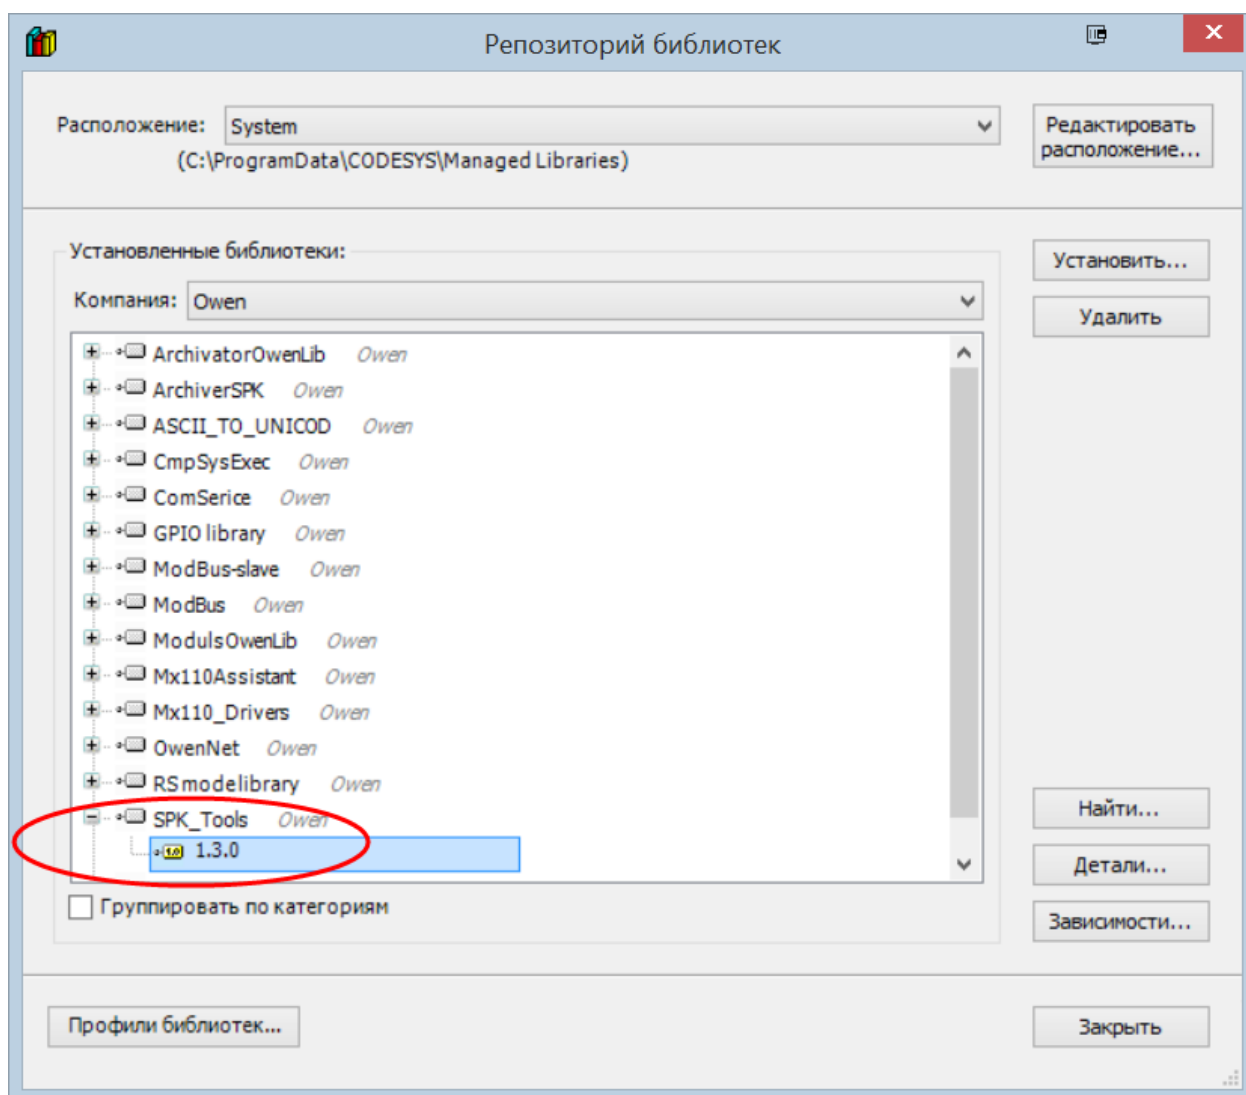 Репозиторий библиотек
Расположение: System
Редактировать расположение...
(C:\ProgramData\CODESYS\Managed Libraries)
Установленные библиотеки:
Установить...
Компания: Owen
Удалить
ArchivatorOwenLib Owen
ArchiverSPK Owen
ASCII_TO_UNICOD Owen
CmpSysExec Owen
ComSerice Owen
GPIO library Owen
ModBus-slave Owen
ModBus Owen
ModulsOwenLib Owen
Mx110Assistant Owen
Mx110_Drivers Owen
OwenNet Owen
RSmodelibrary Owen
SPK_Tools Owen
1.0 1.3.0
Найти...
Детали...
Группировать по категориям
Зависимости...
Профили библиотек...
Закрыть